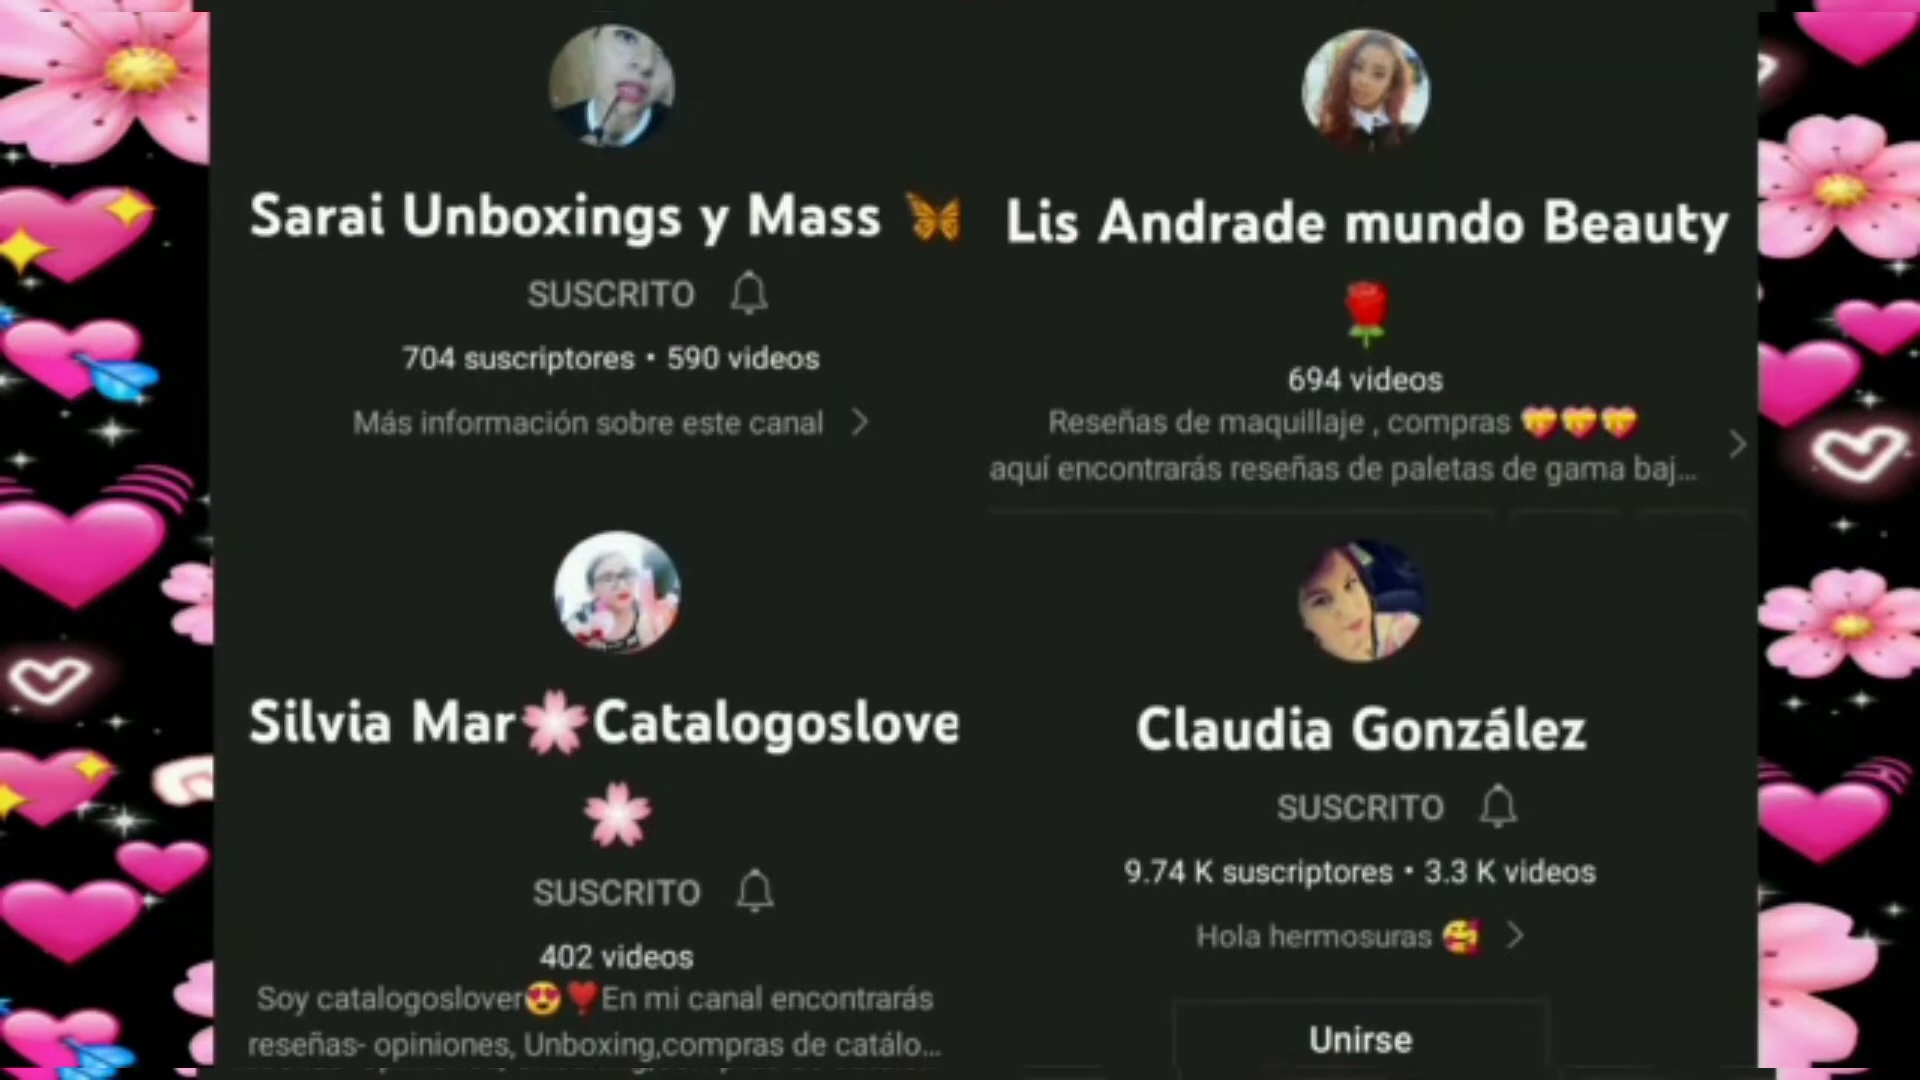 Sarai Unboxings y Mass 🦋
SUSCRITO
704 suscriptores • 590 videos
Más información sobre este canal
Lis Andrade mundo Beauty
🌹
694 videos
Reseñas de maquillaje , compras 💝💝💝
aquí encontrarás reseñas de paletas de gama baj...
Silvia Mar🌸Catalogoslove
🌸
SUSCRITO
402 videos
Soy catalogoslover😍❣️En mi canal encontrarás
reseñas- opiniones, Unboxing,compras de catálo...
Claudia González
SUSCRITO
9.74 K suscriptores • 3.3 K videos
Hola hermosuras 🥰
Unirse